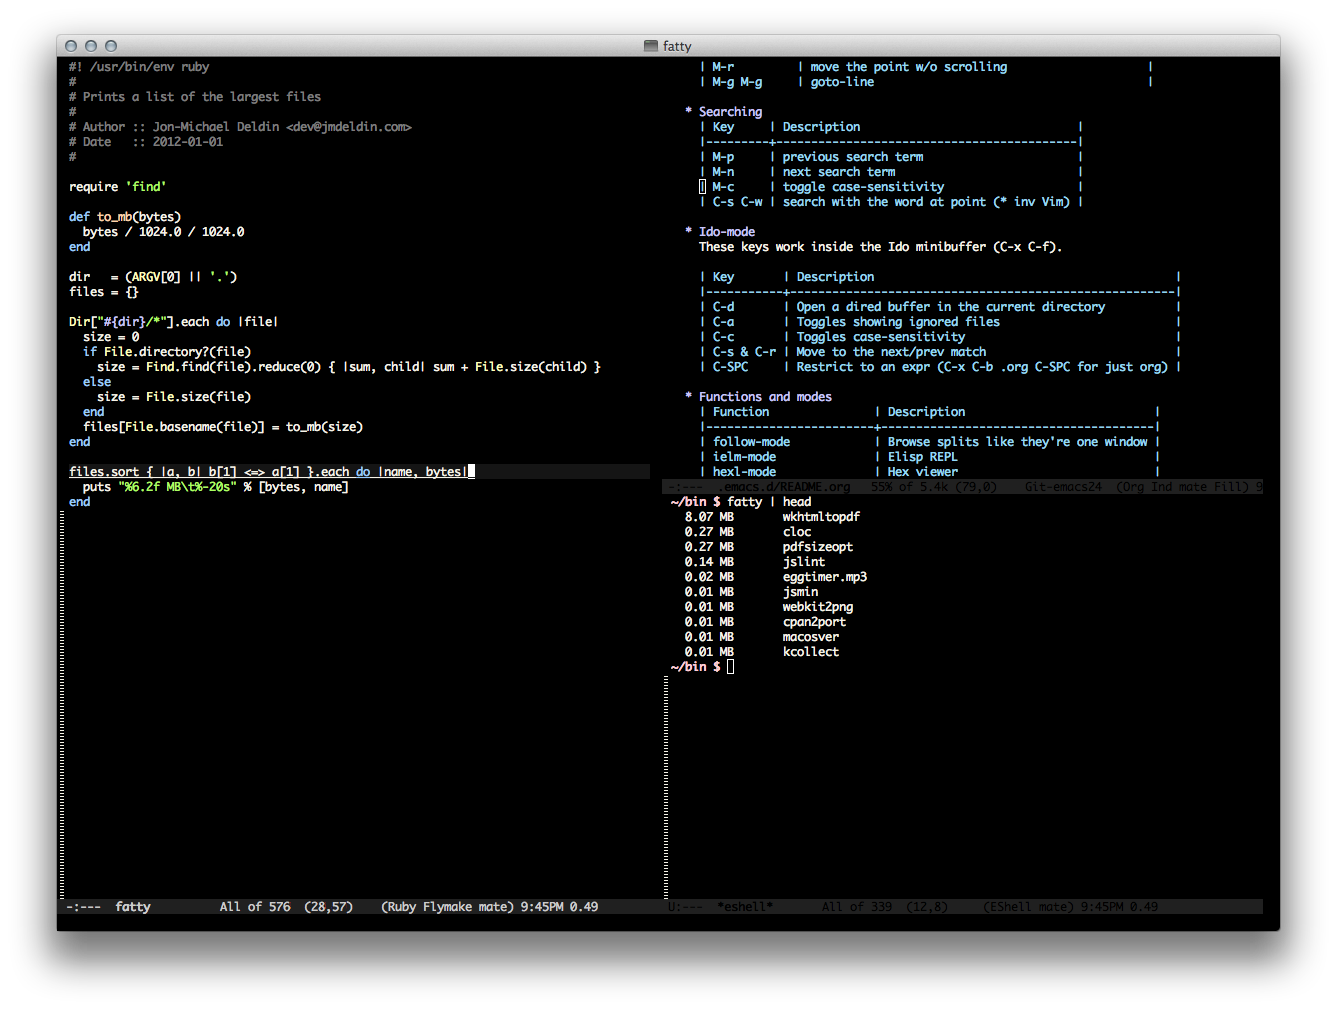 fatty
#! /usr/bin/env ruby
#
# Prints a list of the largest files
#
# Author :: Jon-Michael Deldin <dev@jmdeldin.com>
# Date   :: 2012-01-01
#
require 'find'
def to_mb(bytes)
  bytes / 1024.0 / 1024.0
end
dir   = (ARGV[0] || '.')
files = {}
Dir["#{dir}/*"].each do |file|
  size = 0
  if File.directory?(file)
    size = Find.find(file).reduce(0) { |sum, child| sum + File.size(child) }
  else
    size = File.size(file)
  end
  files[File.basename(file)] = to_mb(size)
end
files.sort { |a, b| b[1] <=> a[1] }.each do |name, bytes|
  puts "%6.2f MB\t%-20s" % [bytes, name]
end
-:---  fatty          All of 576  (28,57)    (Ruby Flymake mate) 9:45PM 0.49
| M-r         | move the point w/o scrolling                    |
| M-g M-g     | goto-line                                       |
* Searching
| Key     | Description                               |
|---------+-------------------------------------------|
| M-p     | previous search term                      |
| M-n     | next search term                          |
| M-c     | toggle case-sensitivity                   |
| C-s C-w | search with the word at point (* inv Vim) |
* Ido-mode
These keys work inside the Ido minibuffer (C-x C-f).
| Key       | Description                                           |
|-----------+-------------------------------------------------------|
| C-d       | Open a dired buffer in the current directory          |
| C-a       | Toggles showing ignored files                         |
| C-c       | Toggles case-sensitivity                              |
| C-s & C-r | Move to the next/prev match                           |
| C-SPC     | Restrict to an expr (C-x C-b .org C-SPC for just org) |
* Functions and modes
| Function               | Description                           |
|------------------------+---------------------------------------|
| follow-mode            | Browse splits like they're one window |
| ielm-mode              | Elisp REPL                            |
| hexl-mode              | Hex viewer                            |
-:---  .emacs.d/README.org   55% of 5.4k (79,0)    Git-emacs24  (Org Ind mate Fill) 9
~/bin $ fatty | head
  8.07 MB       wkhtmltopdf
  0.27 MB       cloc
  0.27 MB       pdfsizeopt
  0.14 MB       jslint
  0.02 MB       eggtimer.mp3
  0.01 MB       jsmin
  0.01 MB       webkit2png
  0.01 MB       cpan2port
  0.01 MB       macosver
  0.01 MB       kcollect
~/bin $
U:---  *eshell*       All of 339  (12,8)     (EShell mate) 9:45PM 0.49